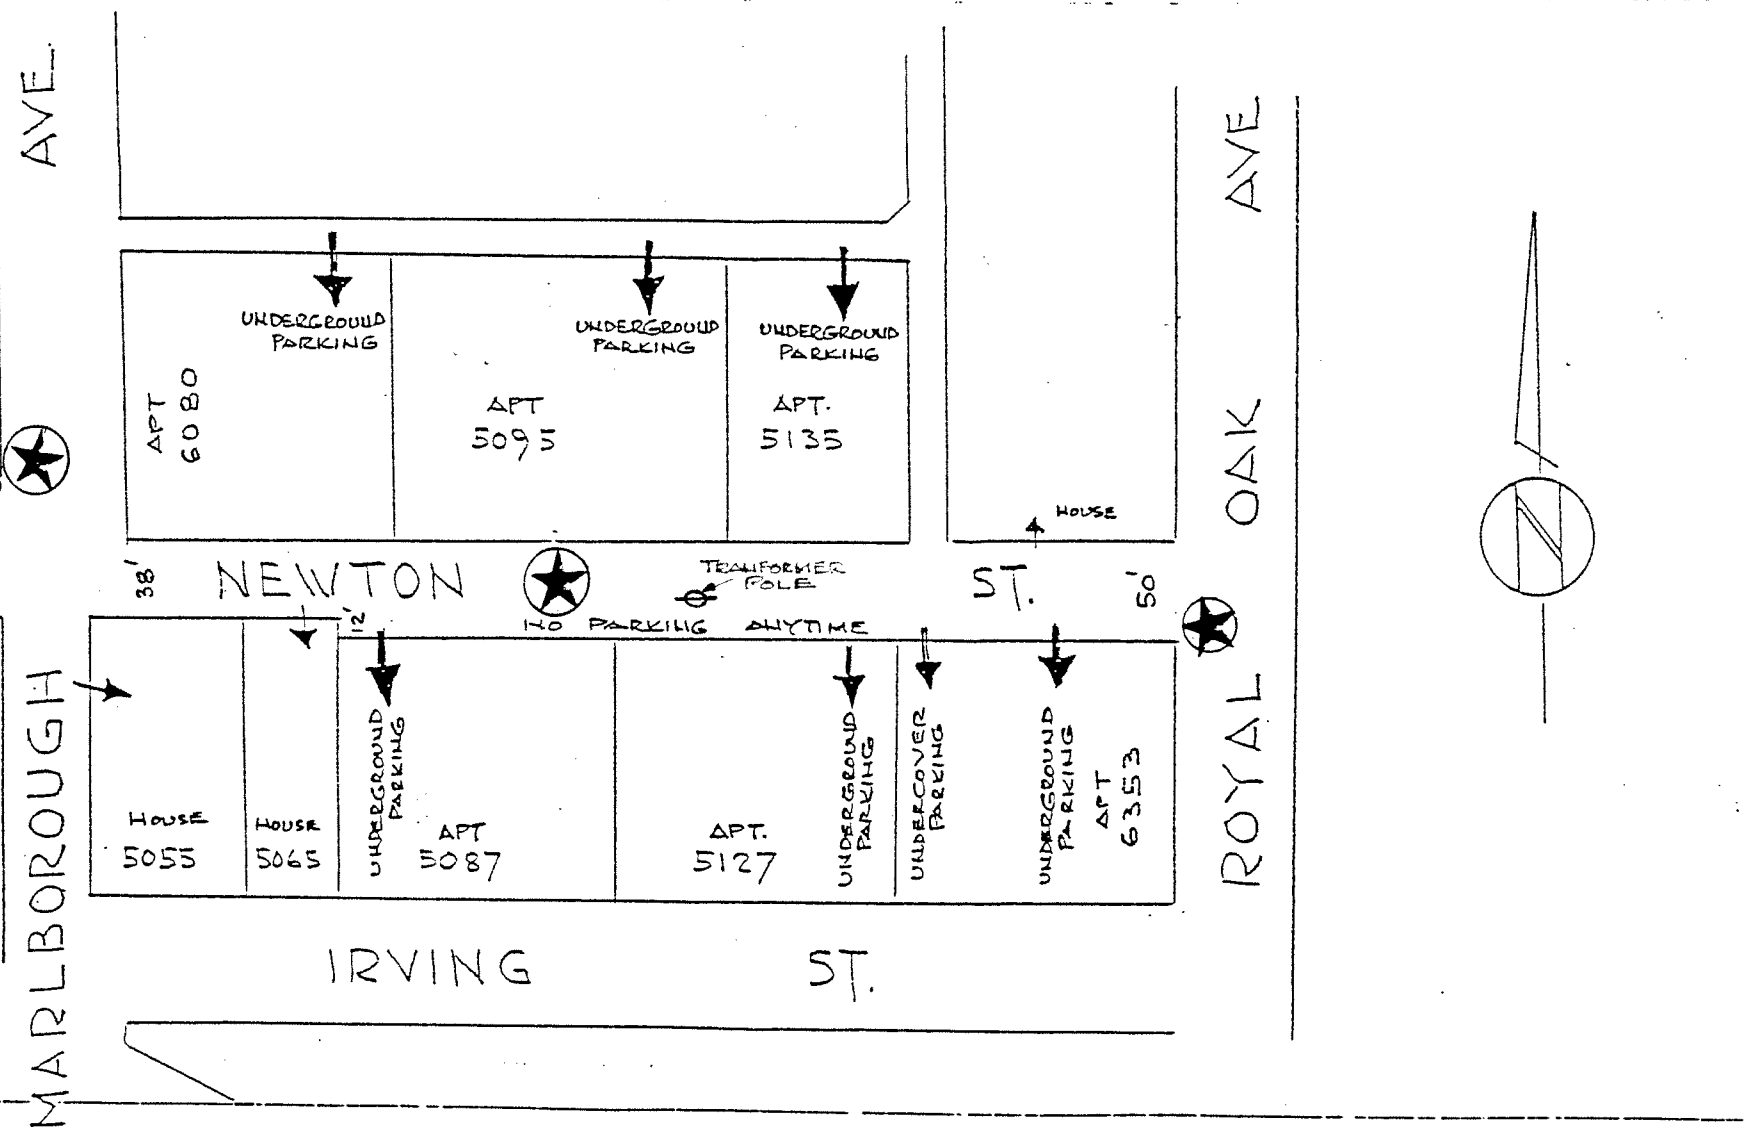 AVE.
AVE
UNDERGROUND
PARKING
UNDERGROUND
PARKING
UNDERGROUND
PARKING
APT
6080
APT
5095
APT.
5135
OAK
HOUSE
38'
NEWTON
TRANFORMER
POLE
ST.
50'
N
12'
NO PARKING ANYTIME
MARLBOROUGH
HOUSE
5055
HOUSE
5065
UNDERGROUND
PARKING
APT
5087
APT.
5127
UNDERGROUND
PARKING
UNDERCOVER
PARKING
UNDERGROUND
PARKING
APT
6353
ROYAL
IRVING ST.